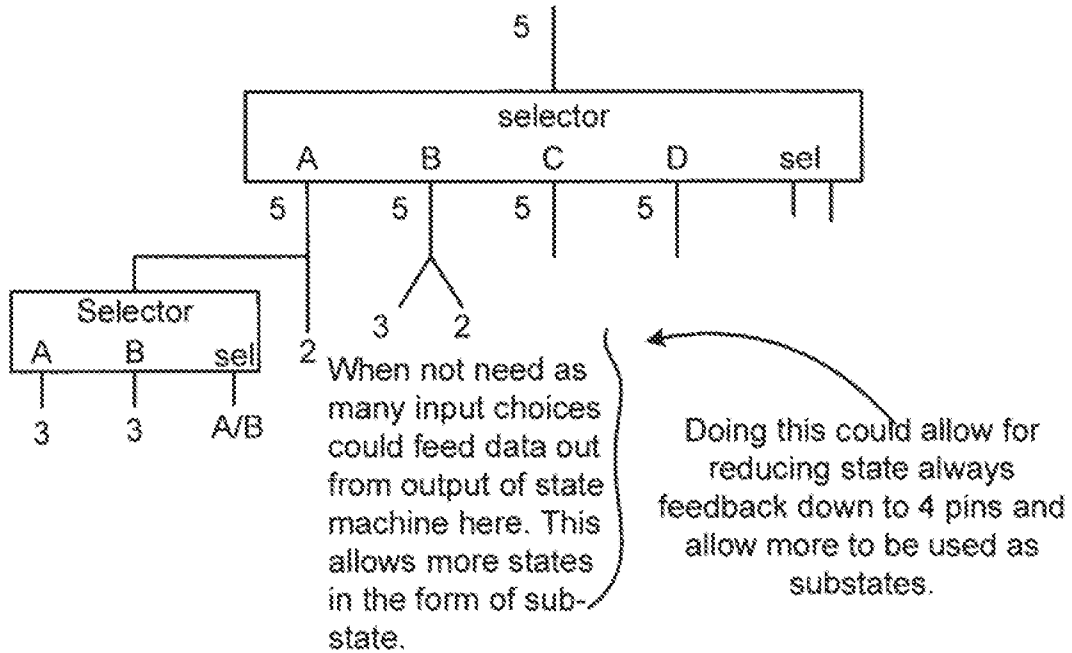 5
selector
A B C D sel
5 5 5 5
Selector
A B sel
3 3 A/B
2
3 2
When not need as
many input choices
could feed data out
from output of state
machine here. This
allows more states
in the form of sub-
state.
Doing this could allow for
reducing state always
feedback down to 4 pins and
allow more to be used as
substates.